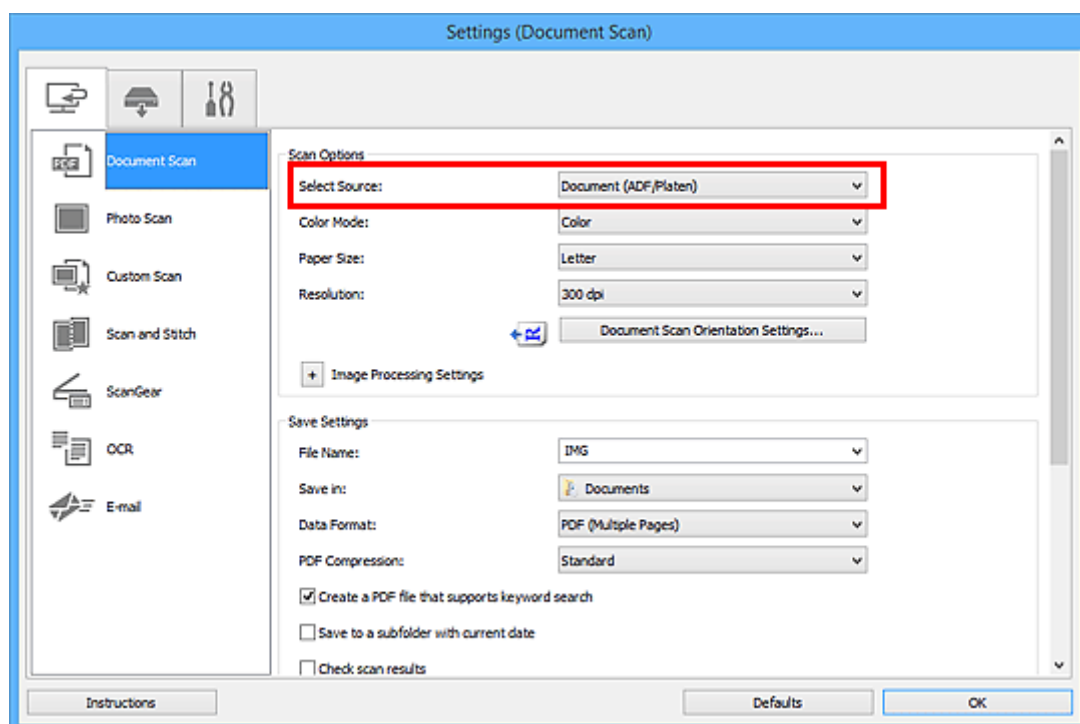 Settings (Document Scan)
PDF
Document Scan
Photo Scan
Custom Scan
Scan and Stitch
ScanGear
OCR
E-mail
Scan Options
Select Source: Document (ADF/Platen)
Color Mode: Color
Paper Size: Letter
Resolution: 300 dpi
R Document Scan Orientation Settings...
+ Image Processing Settings
Save Settings
File Name: IMG
Save in: Documents
Data Format: PDF (Multiple Pages)
PDF Compression: Standard
Create a PDF file that supports keyword search
Save to a subfolder with current date
Check scan results
Instructions Defaults OK